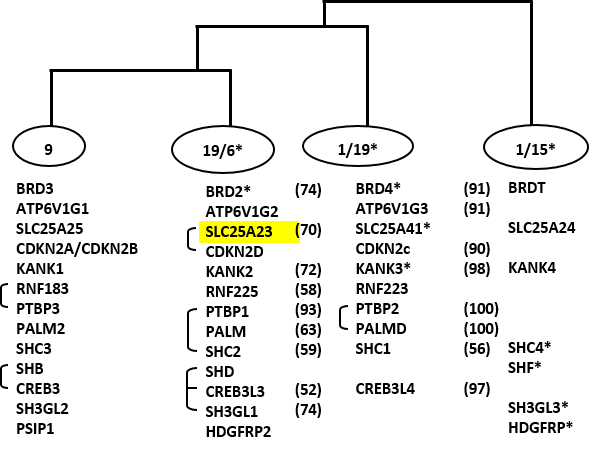 9 19/6* 1/19* 1/15*
BRD3 BRD2* (74) BRD4* (91) BRDT
ATP6V1G1 ATP6V1G2 ATP6V1G3 (91)
SLC25A25 SLC25A23 (70) SLC25A41* SLC25A24
CDKN2A/CDKN2B CDKN2D CDKN2c (90)
KANK1 KANK2 (72) KANK3* (98) KANK4
RNF183 RNF225 (58) RNF223
PTBP3 PTBP1 (93) PTBP2 (100)
PALM2 PALM (63) PALMD (100)
SHC3 SHC2 (59) SHC1 (56) SHC4*
SHB SHD SHF*
CREB3 CREB3L3 (52) CREB3L4 (97)
SH3GL2 SH3GL1 (74) SH3GL3*
PSIP1 HDGFRP2 HDGFRP*